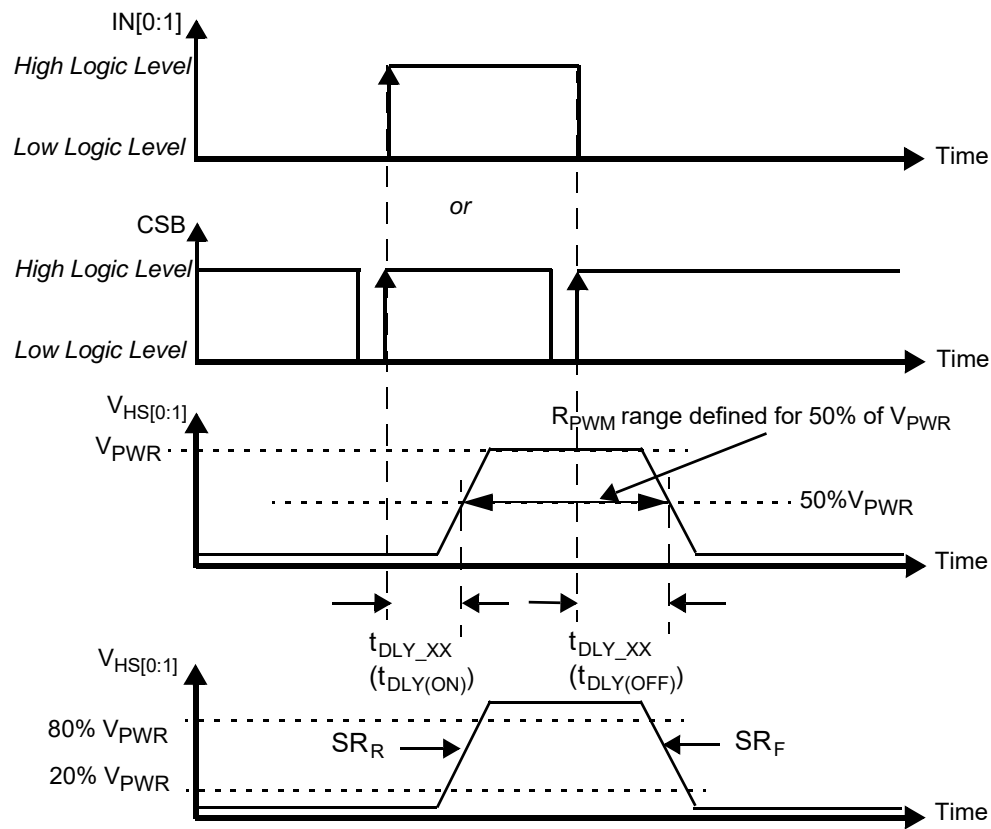 IN[0:1]
High Logic Level
Low Logic Level
Time
or
CSB
High Logic Level
Low Logic Level
Time
VHS[0:1]
RPWM range defined for 50% of VPWR
VPWR
50%VPWR
Time
tDLY_XX
(tDLY(ON))
tDLY_XX
(tDLY(OFF))
VHS[0:1]
80% VPWR
SRR
SRF
20% VPWR
Time